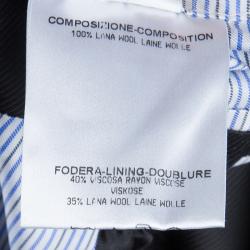 COMPOSIZIONE-COMPOSITION
100% LANA WOOL LAINE WOLLE
FODERA-LINING-DOUBLURE
40% VISCOSA RAYON VISCOSE
VISKOSE
35% LANA WOOL LAINE WOLLE